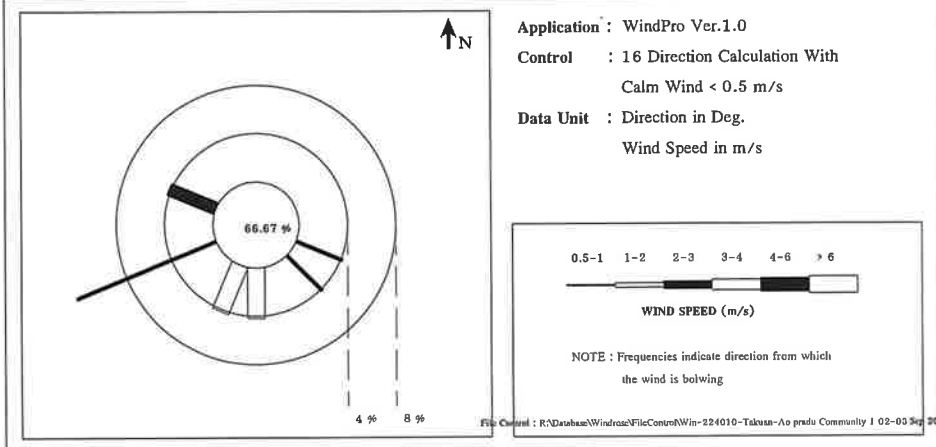 N
66.67 %
4 %
8 %
Application : WindPro Ver.1.0
Control : 16 Direction Calculation With
Calm Wind < 0.5 m/s
Data Unit : Direction in Deg.
Wind Speed in m/s
0.5-1 1-2 2-3 3-4 4-6 > 6
WIND SPEED (m/s)
NOTE : Frequencies indicate direction from which
the wind is bolwing
File Control : R:\Database\Windrose\FileControl\Win-224010-Takuan-Ao pradu Community 1 02-03 Sep 20